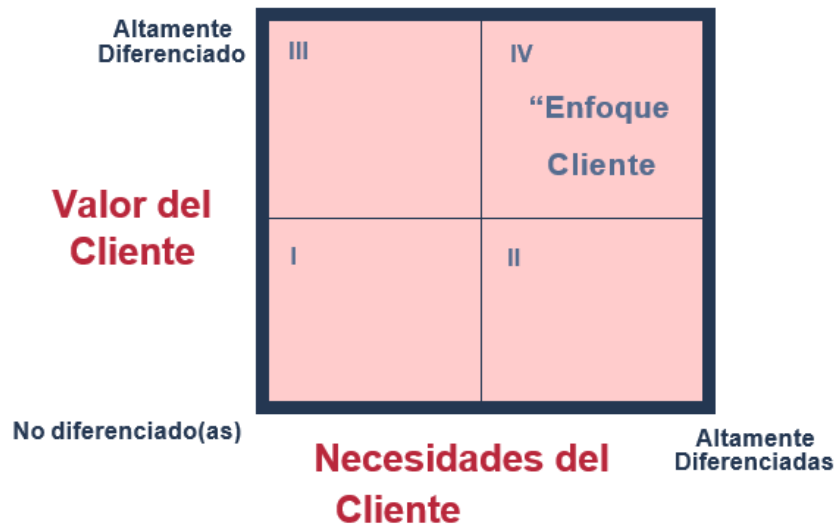 Altamente
Diferenciado
III
IV
“Enfoque
Cliente
Valor del
Cliente
I
II
No diferenciado(as)
Necesidades del
Cliente
Altamente
Diferenciadas